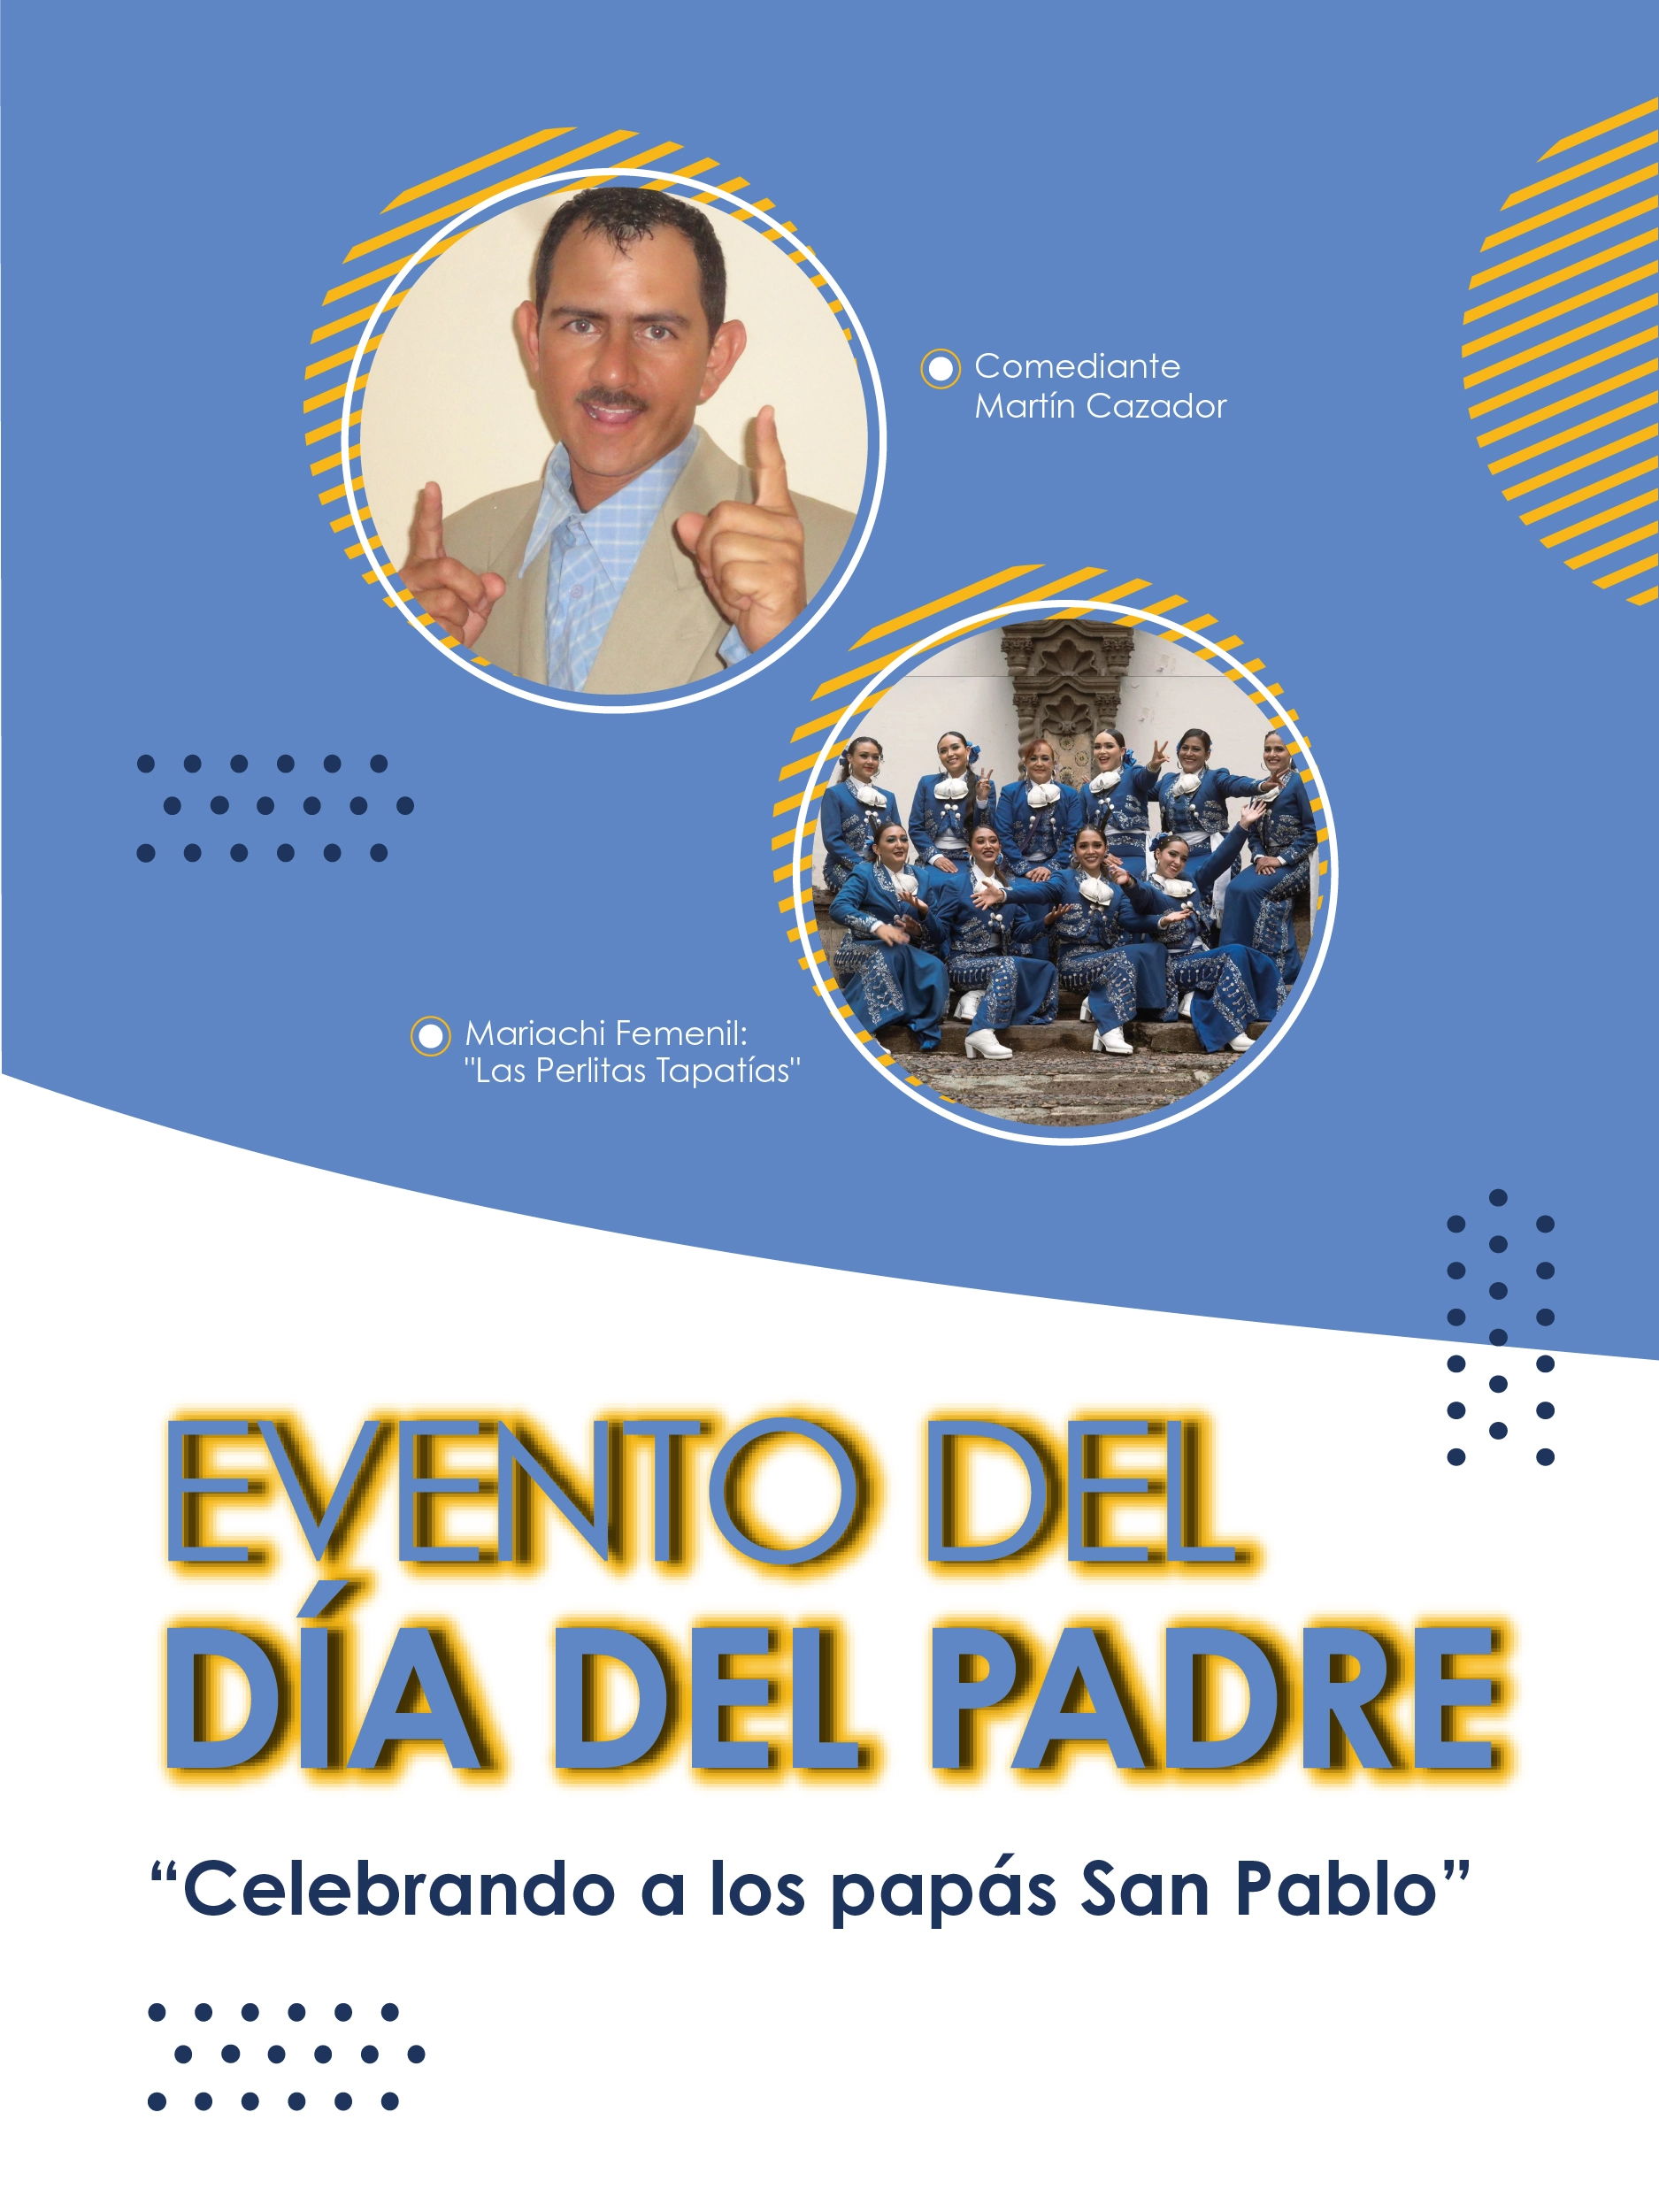 Comediante
Martín Cazador
Mariachi Femenil:
"Las Perlitas Tapatías"
EVENTO DEL
DÍA DEL PADRE
“Celebrando a los papás San Pablo”